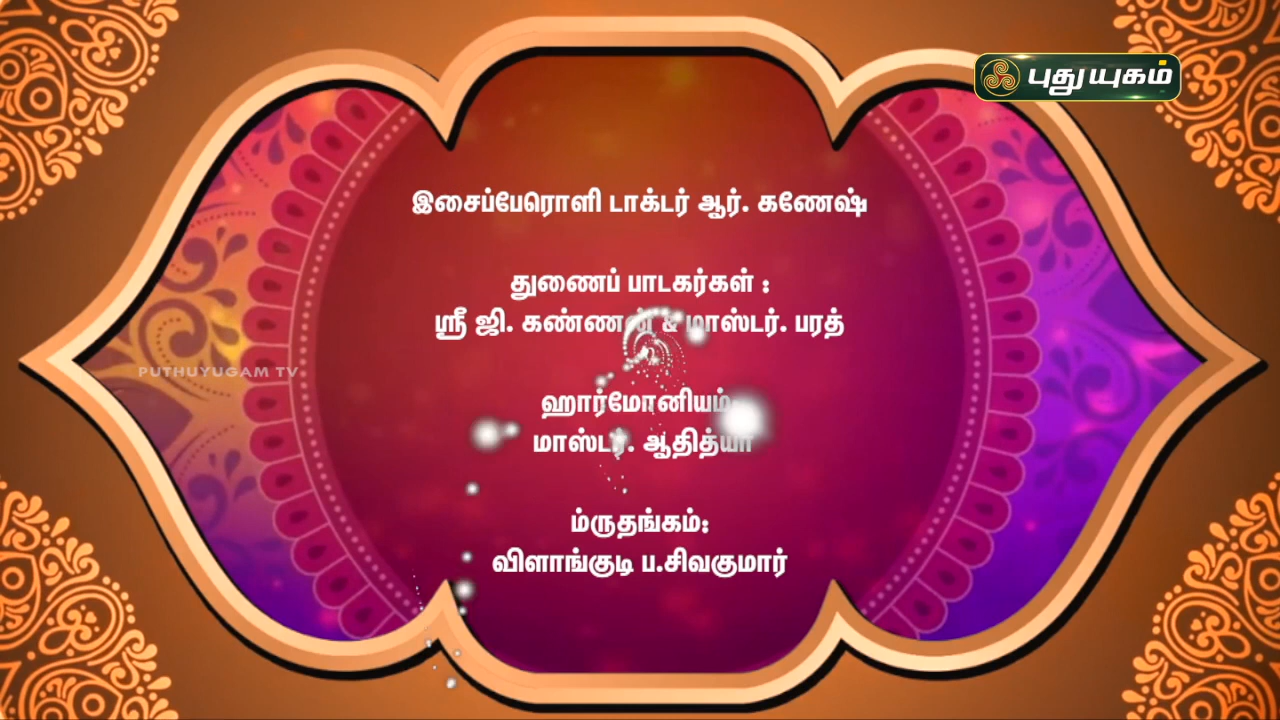 புதுயுகம்
இசைப்பேரொளி டாக்டர் ஆர். கணேஷ்
துணைப் பாடகர்கள் :
ஸ்ரீ ஜி. கண்ணன் & மாஸ்டர். பரத்
PUTHUYUGAM TV
ஹார்மோனியம்
மாஸ்டர். ஆதித்யா
ம்ருதங்கம்:
விளாங்குடி ப.சிவகுமார்